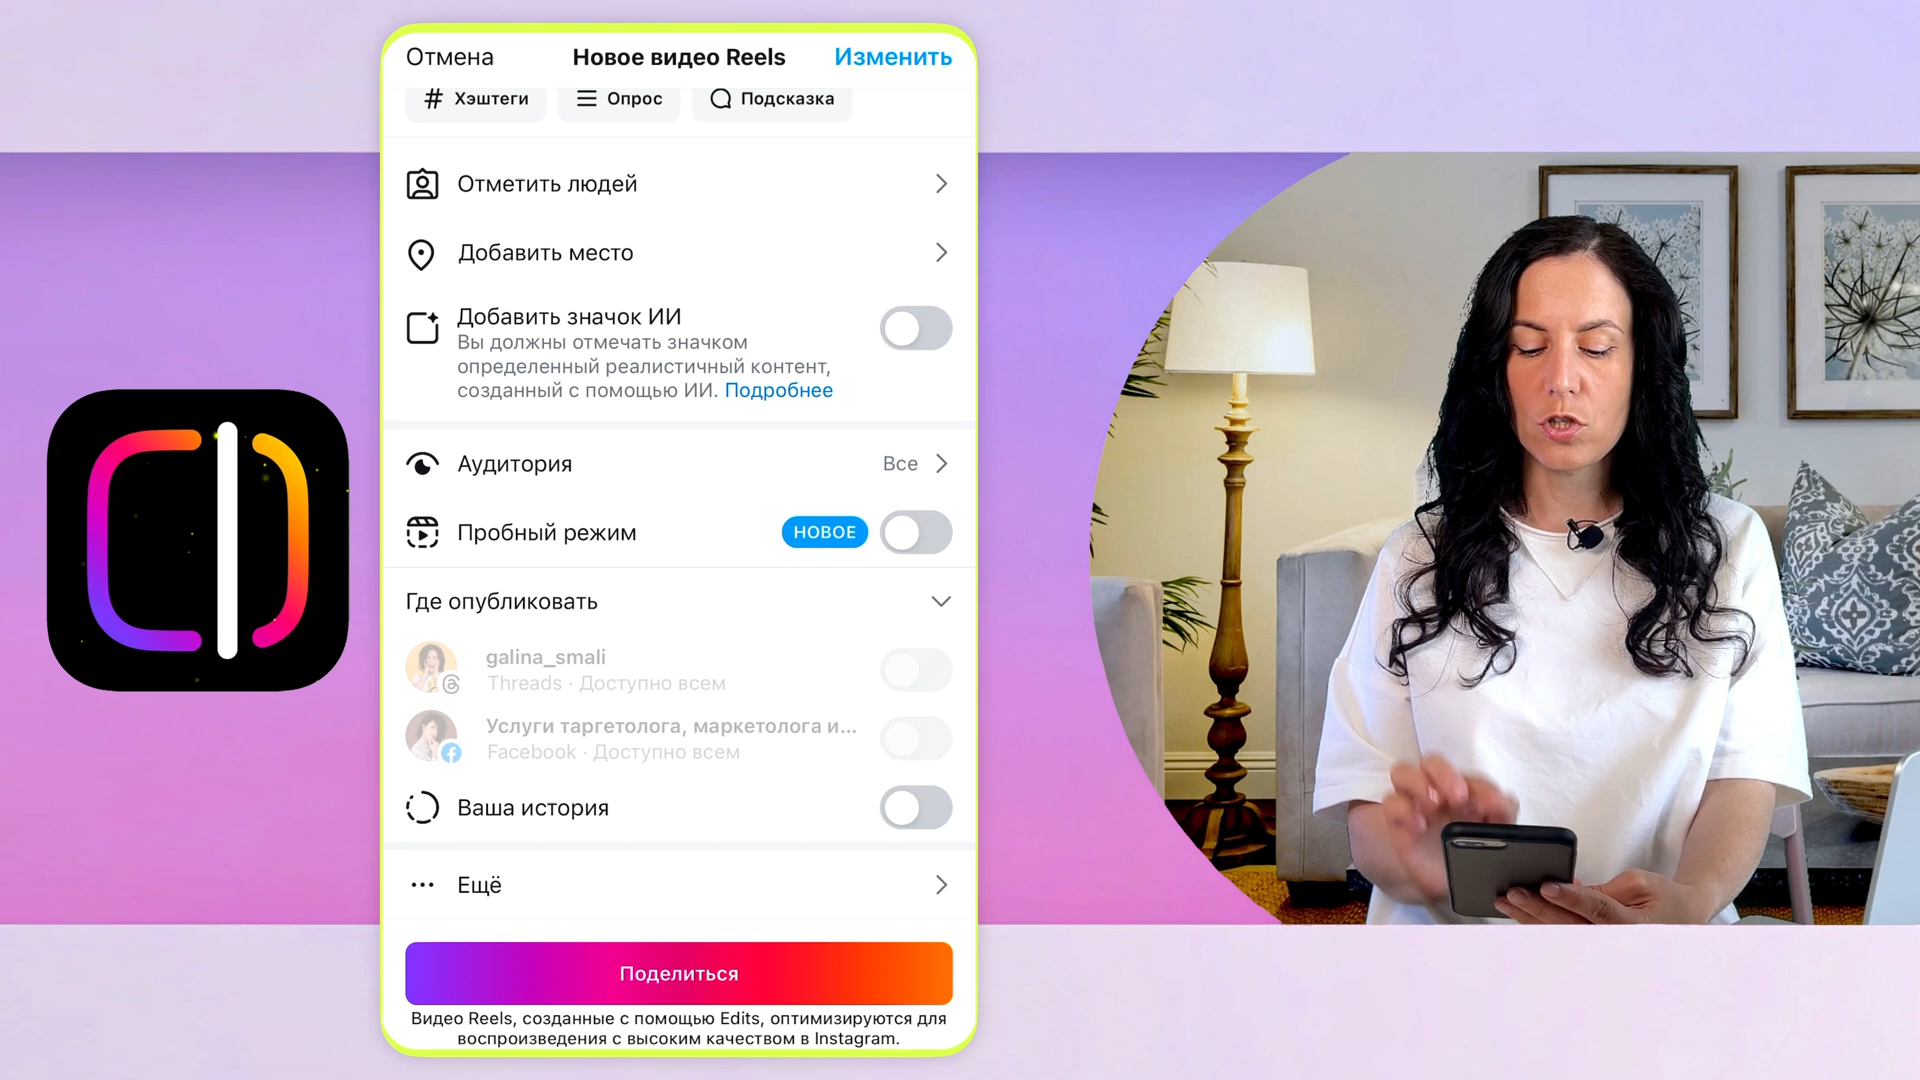 Отмена
Новое видео Reels
Изменить
# Хэштеги
Опрос
Подсказка
Отметить людей
Добавить место
Добавить значок ИИ
Вы должны отмечать значком
определенный реалистичный контент,
созданный с помощью ИИ. Подробнее
Аудитория
Все
Пробный режим
НОВОЕ
Где опубликовать
galina_smali
Threads · Доступно всем
Услуги таргетолога, маркетолога и...
Facebook · Доступно всем
Ваша история
Ещё
Поделиться
Видео Reels, созданные с помощью Edits, оптимизируются для
воспроизведения с высоким качеством в Instagram.